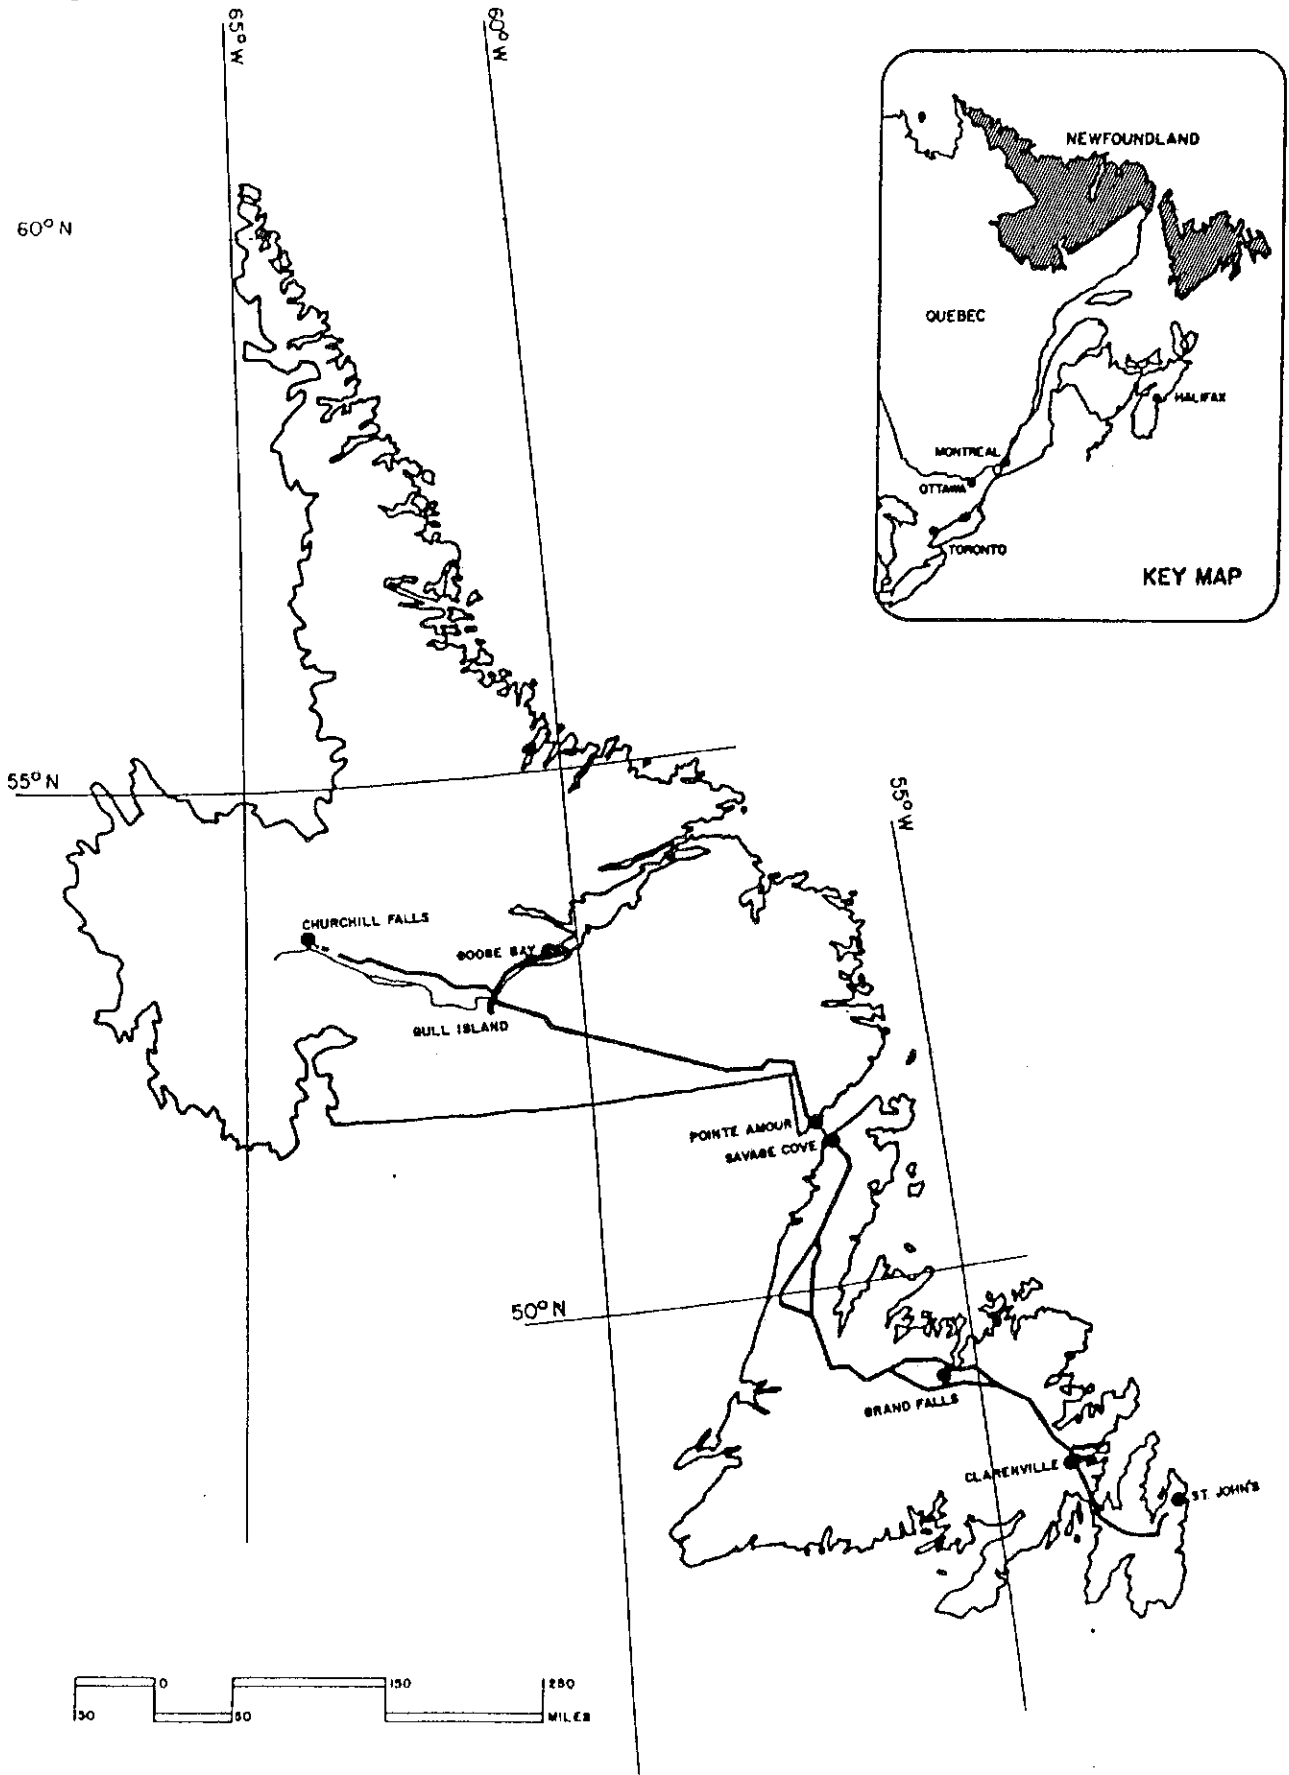 65° W
60° W
NEWFOUNDLAND
60° N
QUEBEC
HALIFAX
MONTREAL
OTTAWA
TORONTO
KEY MAP
55° N
55° W
CHURCHILL FALLS
GOOSE BAY
GULL ISLAND
POINTE AMOUR
SAVAGE COVE
50° N
GRAND FALLS
CLARENVILLE
ST. JOHN'S
0 150 250
50 50 MILES